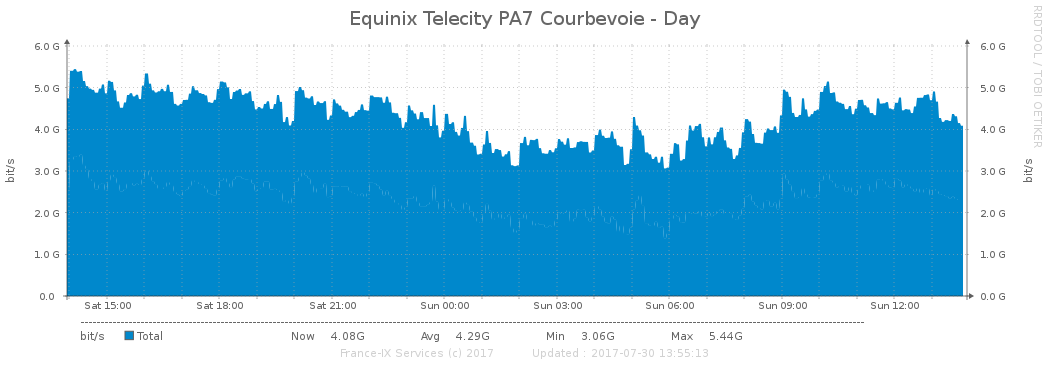 Equinix Telecity PA7 Courbevoie - Day
RRDTOOL / TOBI OETIKER
6.0 G 6.0 G
5.0 G 5.0 G
4.0 G 4.0 G
3.0 G 3.0 G
2.0 G 2.0 G
1.0 G 1.0 G
0.0 0.0 G
bit/s bit/s
Sat 15:00 Sat 18:00 Sat 21:00 Sun 00:00 Sun 03:00 Sun 06:00 Sun 09:00 Sun 12:00
bit/s Total Now 4.08G Avg 4.29G Min 3.06G Max 5.44G
France-IX Services (c) 2017 Updated : 2017-07-30 13:55:13